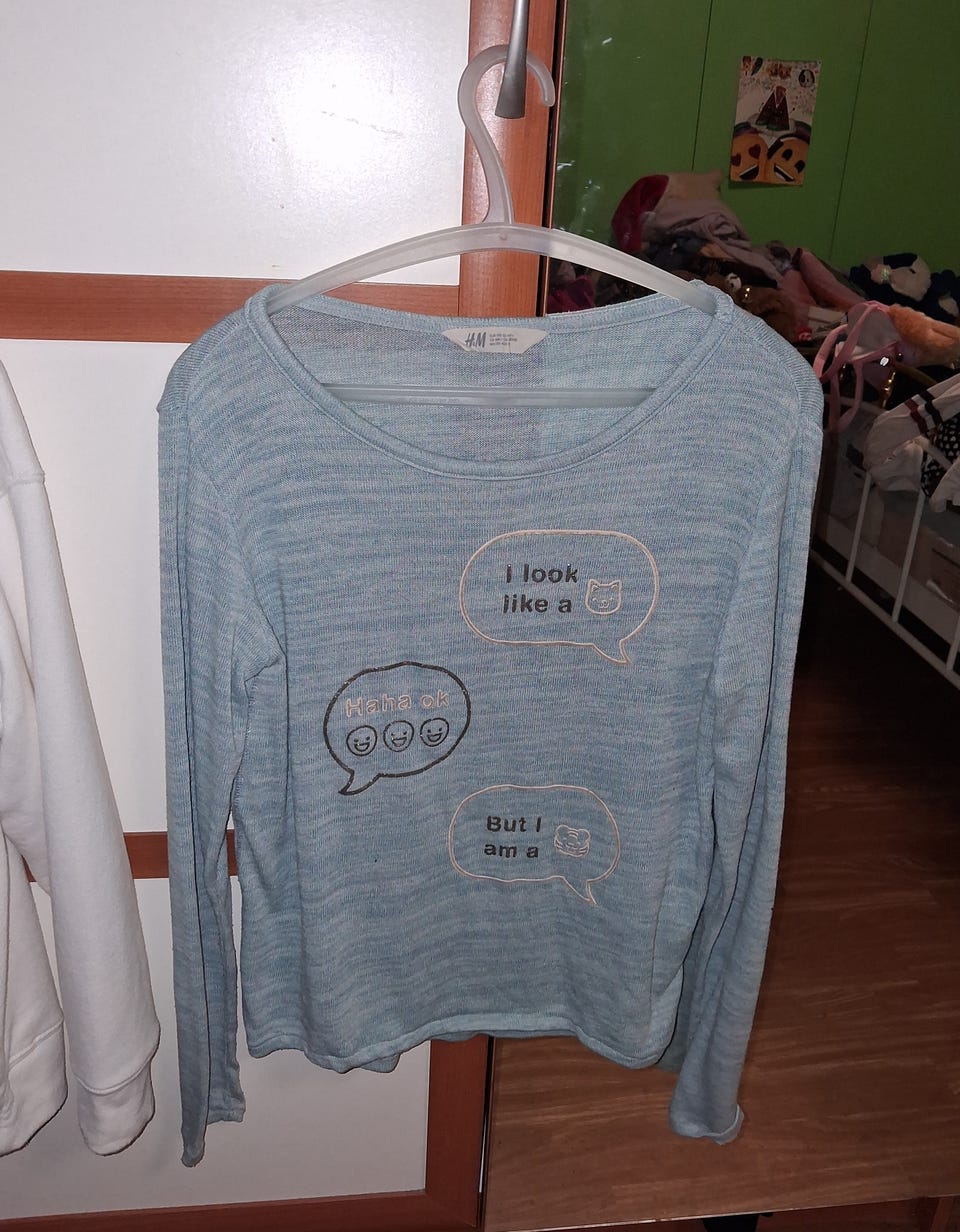 H&M
I look
like a
Haha ok
But I
am a